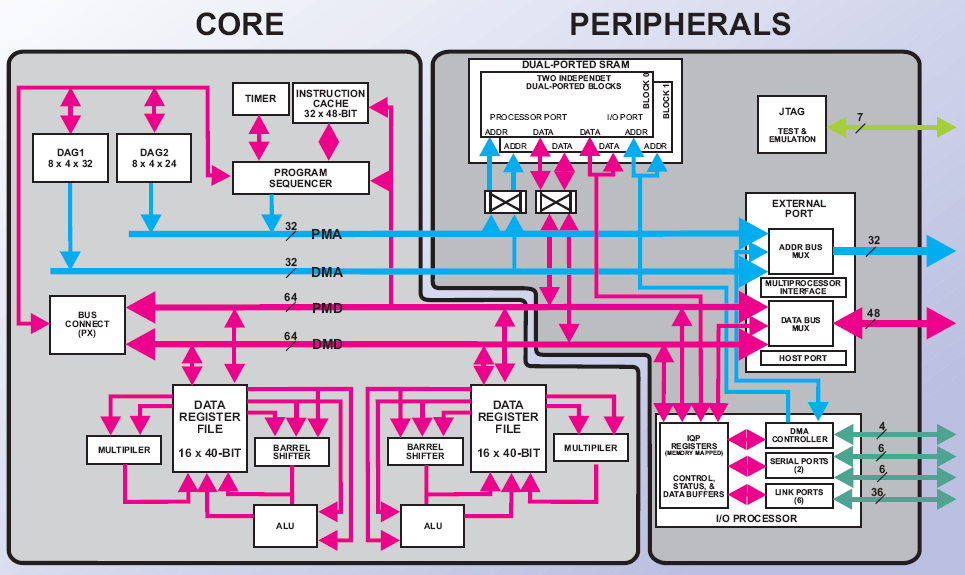 CORE
PERIPHERALS
DUAL-PORTED SRAM
TWO INDEPENDET
DUAL-PORTED BLOCKS
BLOCK 0
BLOCK 1
PROCESSOR PORT
I/O PORT
ADDR
DATA
DATA
ADDR
ADDR
DATA
DATA
ADDR
TIMER
INSTRUCTION
CACHE
32 x 48-BIT
JTAG
TEST &
EMULATION
7
DAG1
8 x 4 x 32
DAG2
8 x 4 x 24
PROGRAM
SEQUENCER
EXTERNAL
PORT
32
PMA
ADDR BUS
MUX
32
32
DMA
MULTIPROCESSOR
INTERFACE
BUS
CONNECT
(PX)
64
PMD
DATA BUS
MUX
48
64
DMD
HOST PORT
DATA
REGISTER
FILE
16 x 40-BIT
MULTIPILER
BARREL
SHIFTER
ALU
BARREL
SHIFTER
DATA
REGISTER
FILE
16 x 40-BIT
MULTIPILER
ALU
IQP
REGISTERS
(MEMORY MAPPED)
CONTROL,
STATUS, &
DATA BUFFERS
DMA
CONTROLLER
4
SERIAL PORTS
(2)
6
6
LINK PORTS
(6)
36
I/O PROCESSOR